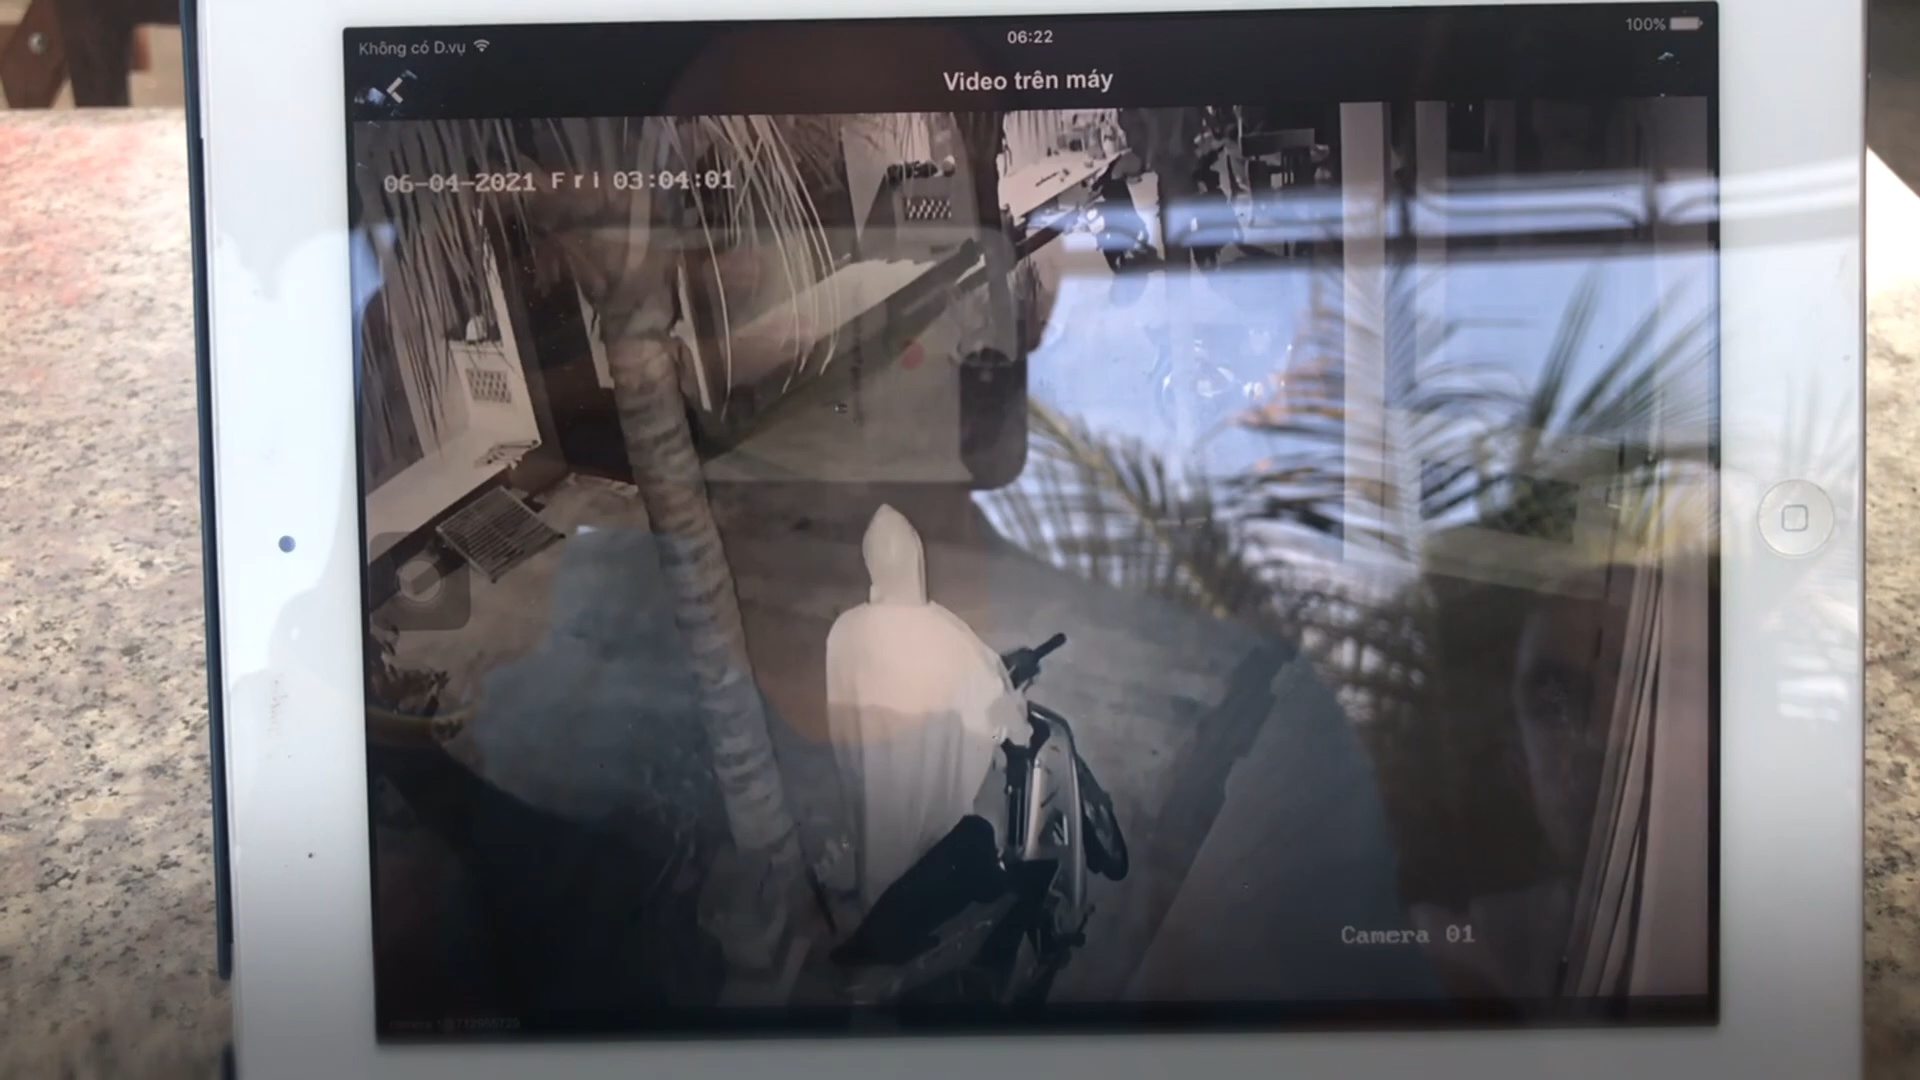 Không có D.vụ
06:22
100%
Video trên máy
06-04-2021 Fri 03:04:01
Camera 01